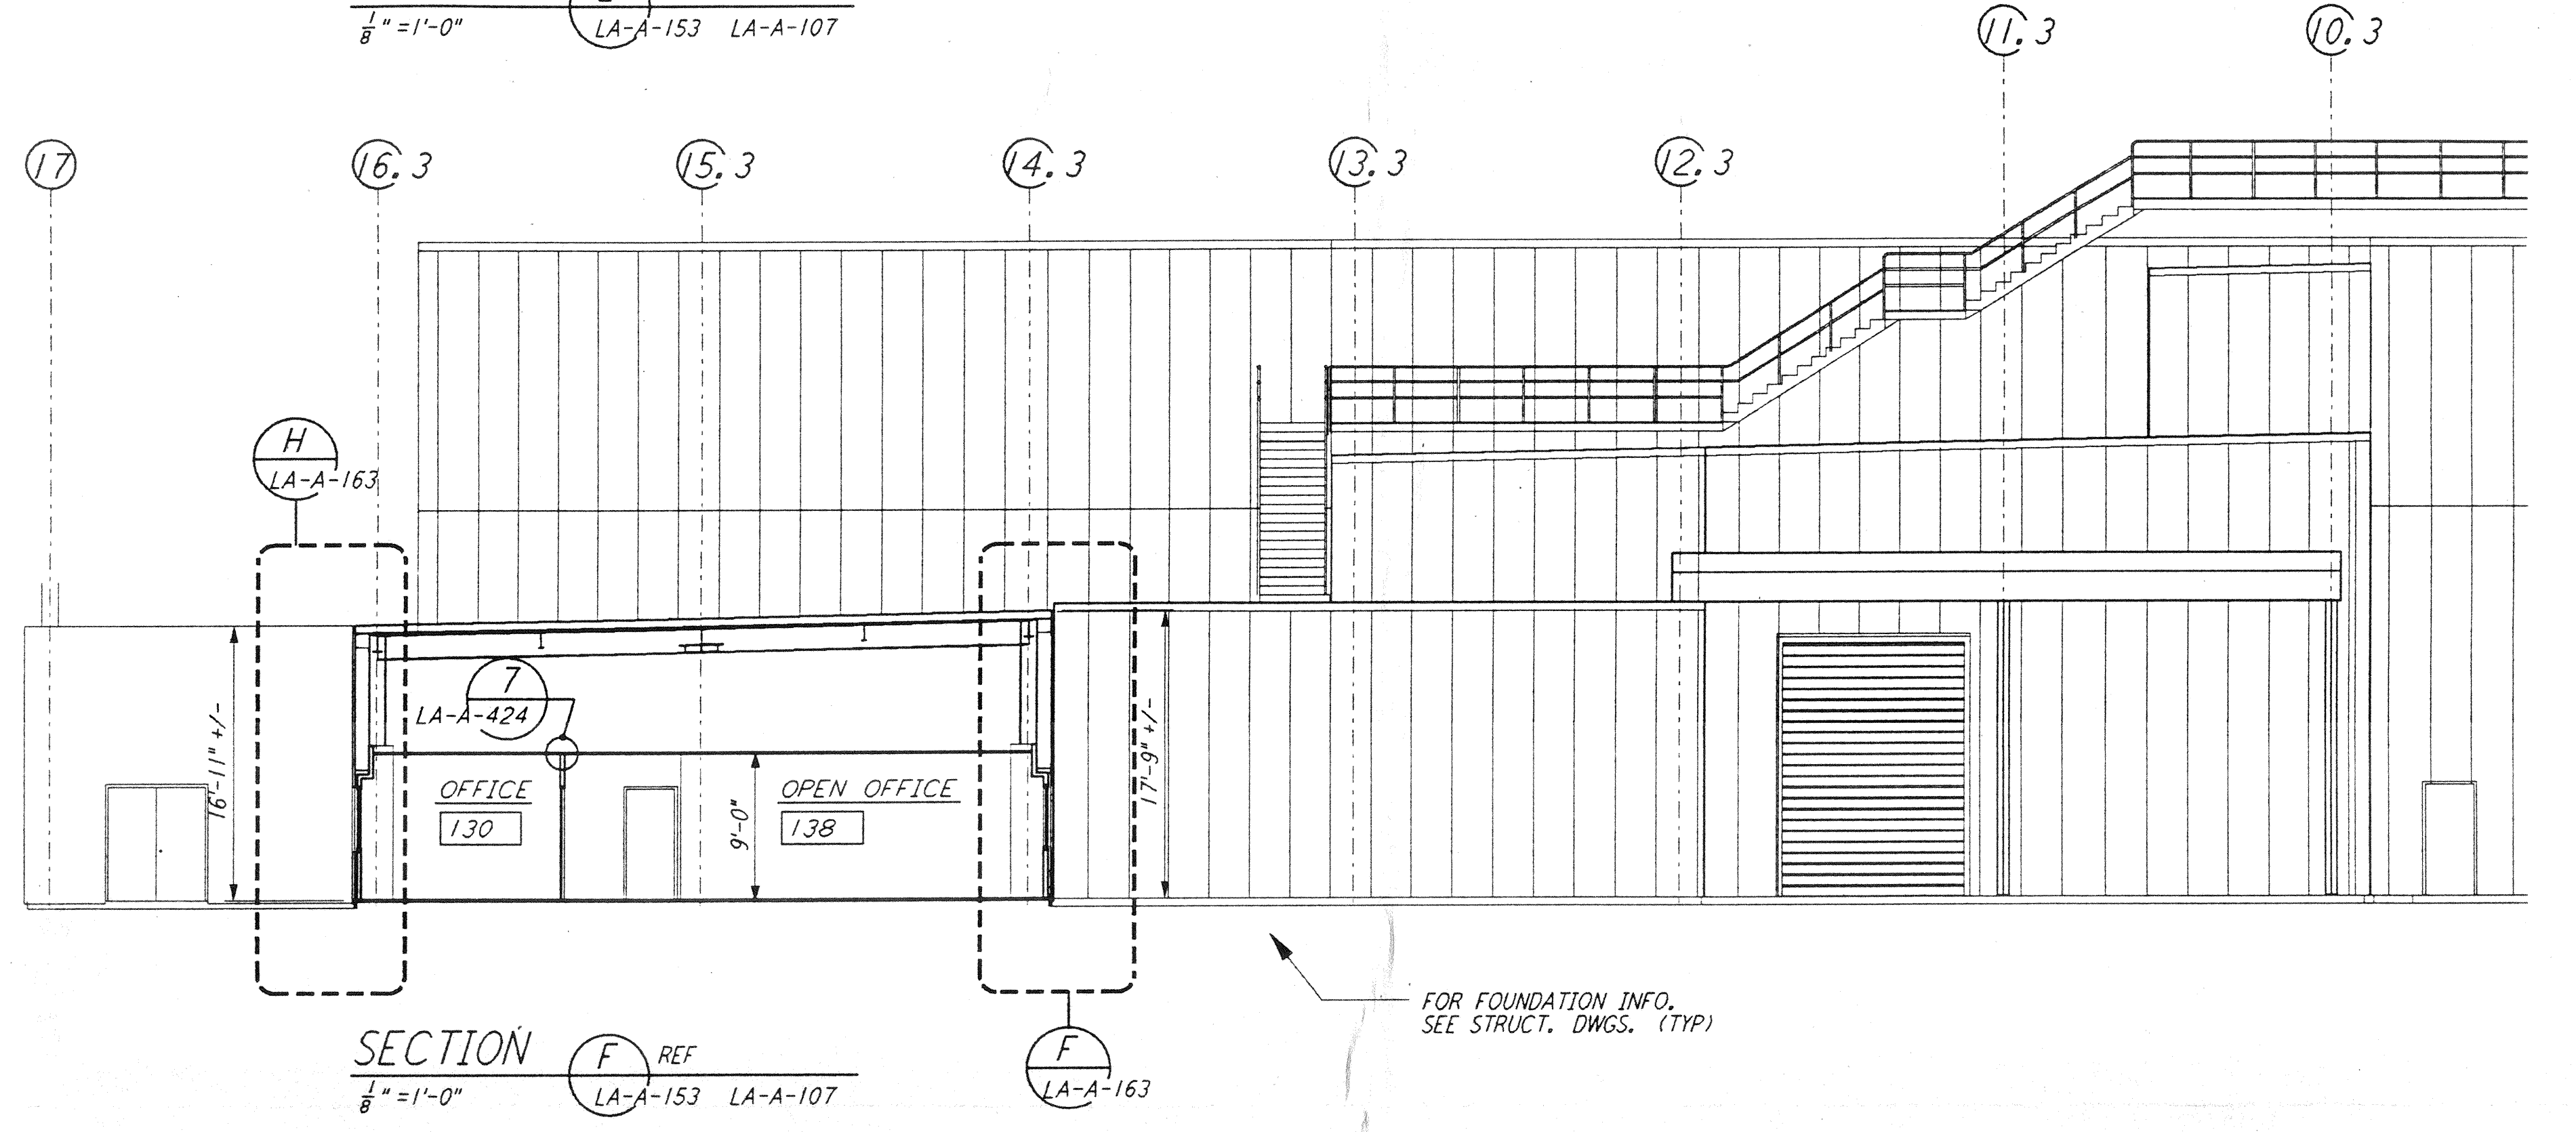 1/8" =1'-0" LA-A-153 LA-A-107
11.3 10.3
17 16.3 15.3 14.3 13.3 12.3
H
LA-A-163
7
LA-A-424
16'-11" +/-
OFFICE
130
9'-0"
OPEN OFFICE
138
17'-9" +/-
FOR FOUNDATION INFO.
SEE STRUCT. DWGS. (TYP)
SECTION F REF
1/8" =1'-0" LA-A-153 LA-A-107
F
LA-A-163